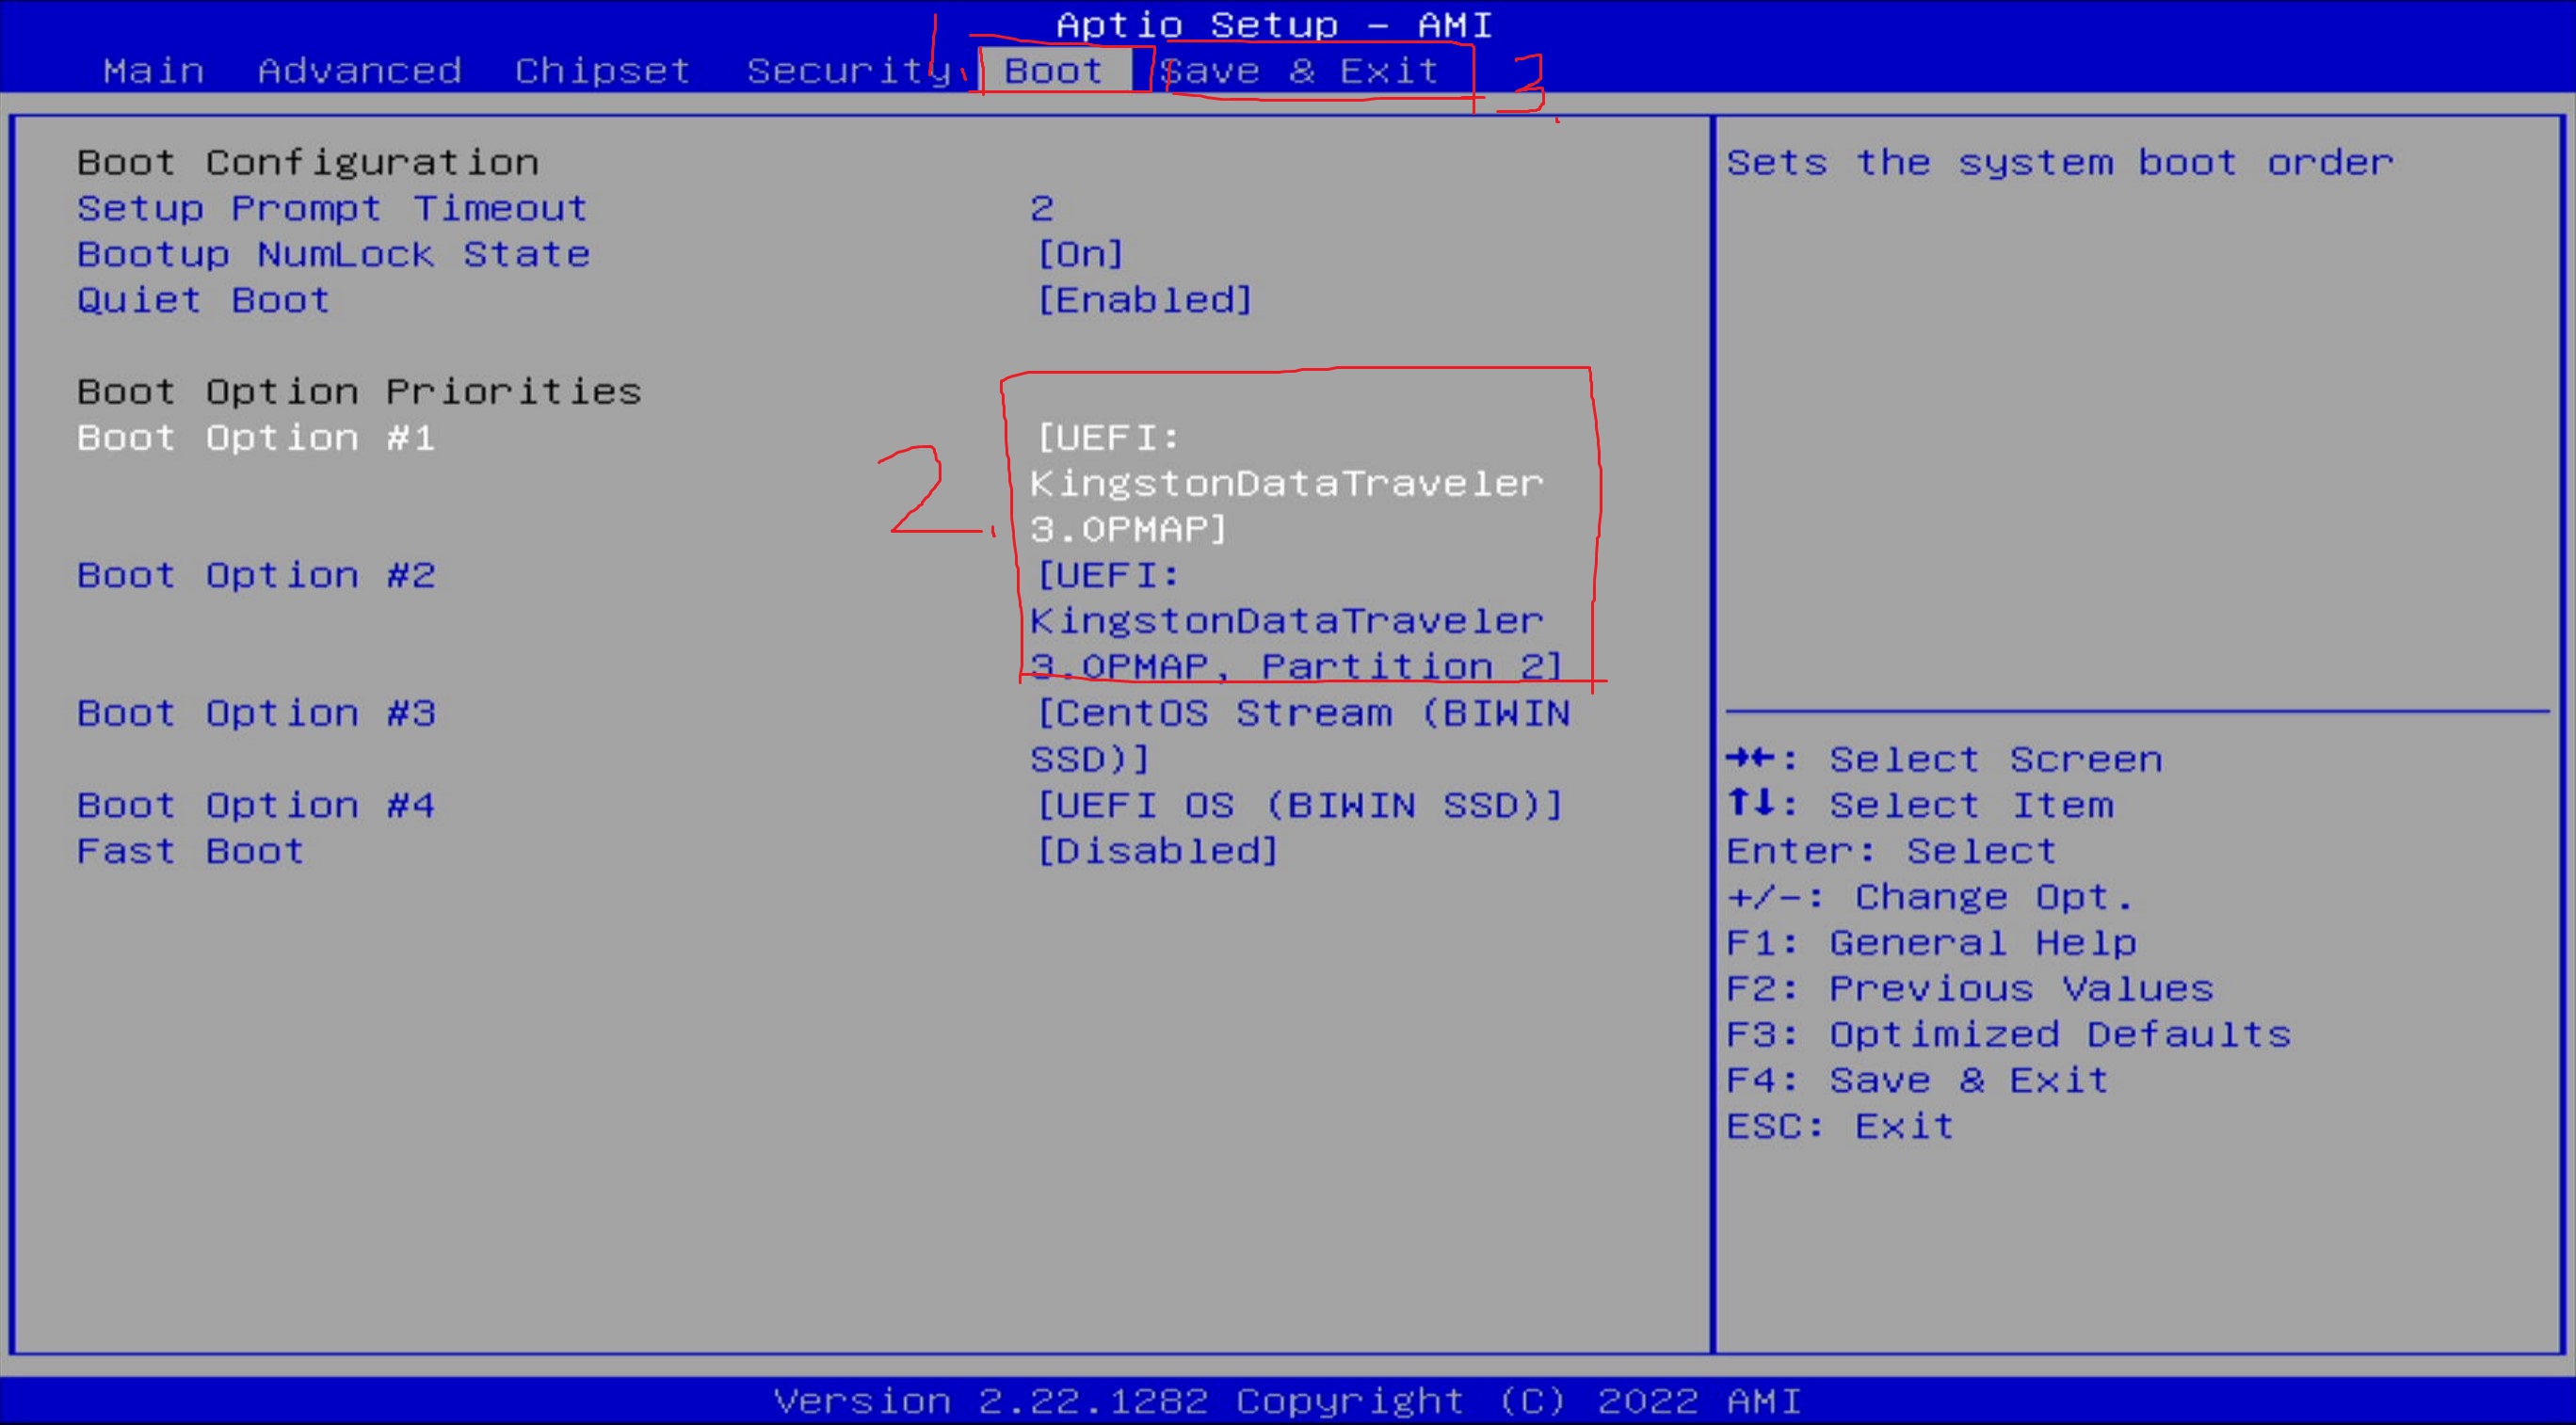 Aptio Setup – AMI
Main Advanced Chipset Security Boot Save & Exit
1.
3.
Boot Configuration
Setup Prompt Timeout 2
Bootup NumLock State [On]
Quiet Boot [Enabled]
Boot Option Priorities
Boot Option #1 [UEFI:
KingstonDataTraveler
3.0PMAP]
2.
Boot Option #2 [UEFI:
KingstonDataTraveler
3.0PMAP, Partition 2]
Boot Option #3 [CentOS Stream (BIWIN
SSD)]
Boot Option #4 [UEFI OS (BIWIN SSD)]
Fast Boot [Disabled]
Sets the system boot order
→←: Select Screen
↑↓: Select Item
Enter: Select
+/-: Change Opt.
F1: General Help
F2: Previous Values
F3: Optimized Defaults
F4: Save & Exit
ESC: Exit
Version 2.22.1282 Copyright (C) 2022 AMI